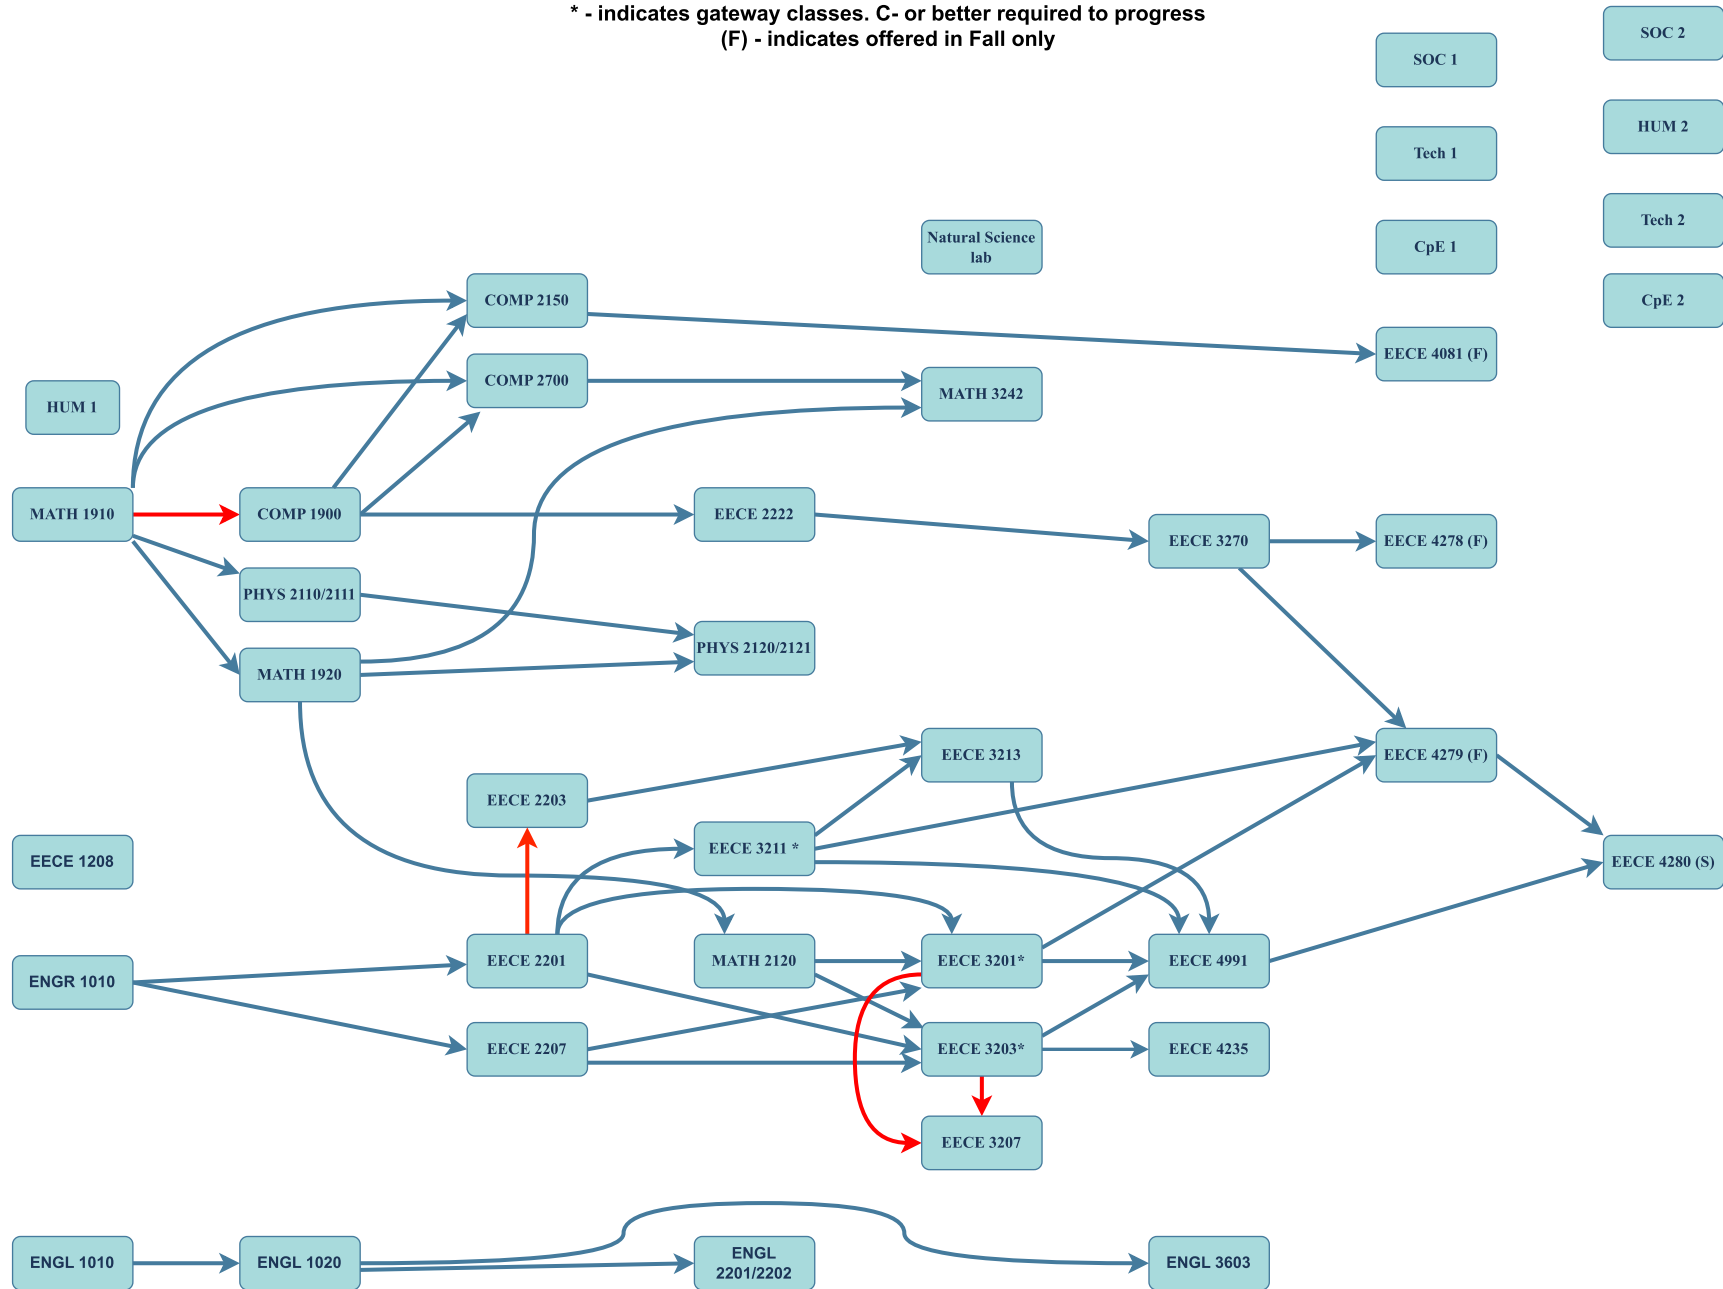 * - indicates gateway classes. C- or better required to progress
(F) - indicates offered in Fall only
SOC 1
SOC 2
Tech 1
HUM 2
Natural Science
lab
CpE 1
Tech 2
COMP 2150
CpE 2
COMP 2700
EECE 4081 (F)
HUM 1
MATH 3242
MATH 1910
COMP 1900
EECE 2222
EECE 3270
EECE 4278 (F)
PHYS 2110/2111
PHYS 2120/2121
MATH 1920
EECE 3213
EECE 4279 (F)
EECE 2203
EECE 3211 *
EECE 1208
EECE 4280 (S)
EECE 2201
MATH 2120
EECE 3201*
EECE 4991
ENGR 1010
EECE 2207
EECE 3203*
EECE 4235
EECE 3207
ENGL 1010
ENGL 1020
ENGL
2201/2202
ENGL 3603